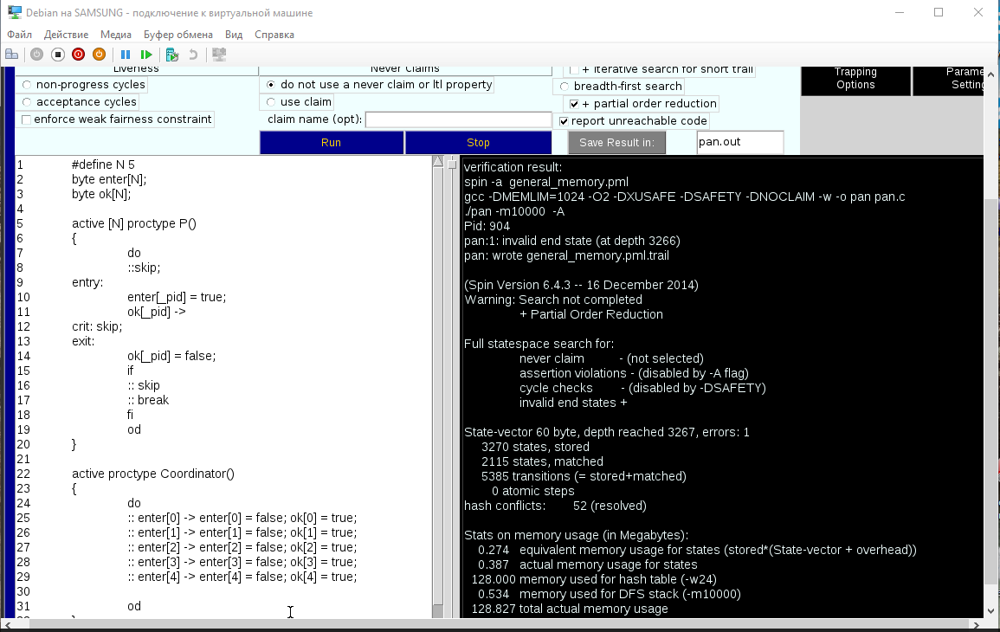 Debian на SAMSUNG - подключение к виртуальной машине
Файл Действие Медиа Буфер обмена Вид Справка
Liveness Never Claims + iterative search for short trail Trapping Options
non-progress cycles do not use a never claim or ltl property breadth-first search
acceptance cycles use claim + partial order reduction
enforce weak fairness constraint claim name (opt): report unreachable code
Run Stop Save Result in: pan.out
1 #define N 5
2 byte enter[N];
3 byte ok[N];
4
5 active [N] proctype P()
6 {
7 do
8 ::skip;
9 entry:
10 enter[_pid] = true;
11 ok[_pid] ->
12 crit: skip;
13 exit:
14 ok[_pid] = false;
15 if
16 :: skip
17 :: break
18 fi
19 od
20 }
21
22 active proctype Coordinator()
23 {
24 do
25 :: enter[0] -> enter[0] = false; ok[0] = true;
26 :: enter[1] -> enter[1] = false; ok[1] = true;
27 :: enter[2] -> enter[2] = false; ok[2] = true;
28 :: enter[3] -> enter[3] = false; ok[3] = true;
29 :: enter[4] -> enter[4] = false; ok[4] = true;
30
31 od
verification result:
spin -a general_memory.pml
gcc -DMEMLIM=1024 -O2 -DXUSAFE -DSAFETY -DNOCLAIM -w -o pan pan.c
./pan -m10000 -A
Pid: 904
pan:1: invalid end state (at depth 3266)
pan: wrote general_memory.pml.trail
(Spin Version 6.4.3 -- 16 December 2014)
Warning: Search not completed
+ Partial Order Reduction
Full statespace search for:
never claim - (not selected)
assertion violations - (disabled by -A flag)
cycle checks - (disabled by -DSAFETY)
invalid end states +
State-vector 60 byte, depth reached 3267, errors: 1
3270 states, stored
2115 states, matched
5385 transitions (= stored+matched)
0 atomic steps
hash conflicts: 52 (resolved)
Stats on memory usage (in Megabytes):
0.274 equivalent memory usage for states (stored*(State-vector + overhead))
0.387 actual memory usage for states
128.000 memory used for hash table (-w24)
0.534 memory used for DFS stack (-m10000)
128.827 total actual memory usage